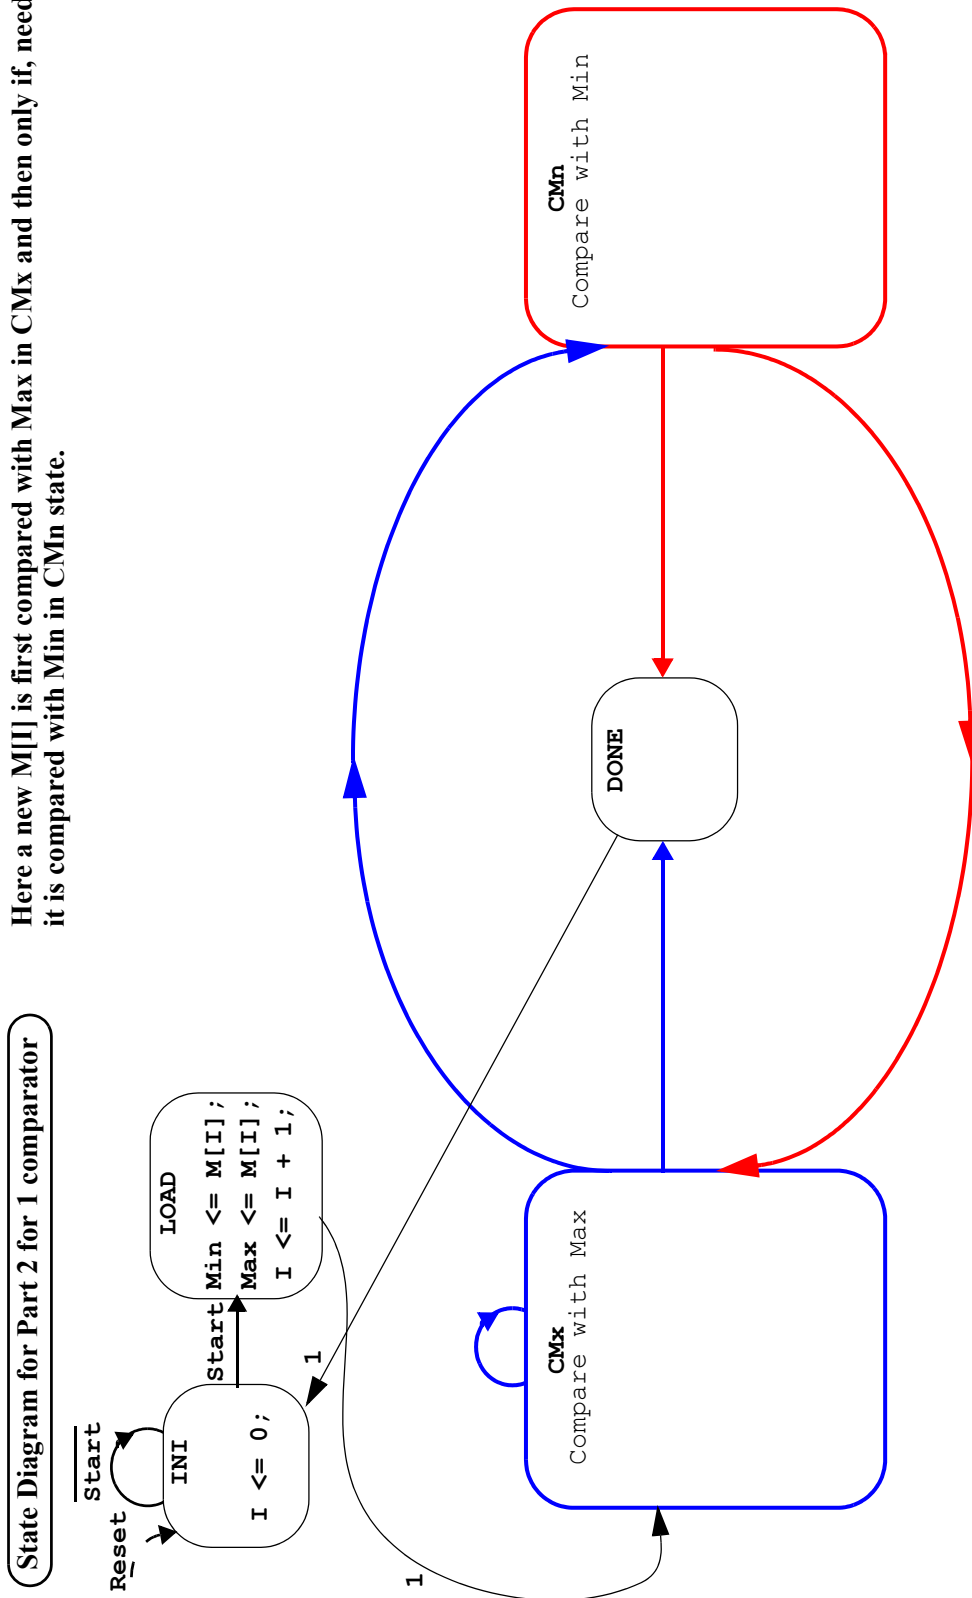 State Diagram for Part 2 for 1 comparator
Here a new M[I] is first compared with Max in CMx and then only if, need
it is compared with Min in CMn state.
Reset
Start
INI
I <= 0;
Start
LOAD
Min <= M[I];
Max <= M[I];
I <= I + 1;
1
1
CMx
Compare with Max
DONE
CMn
Compare with Min